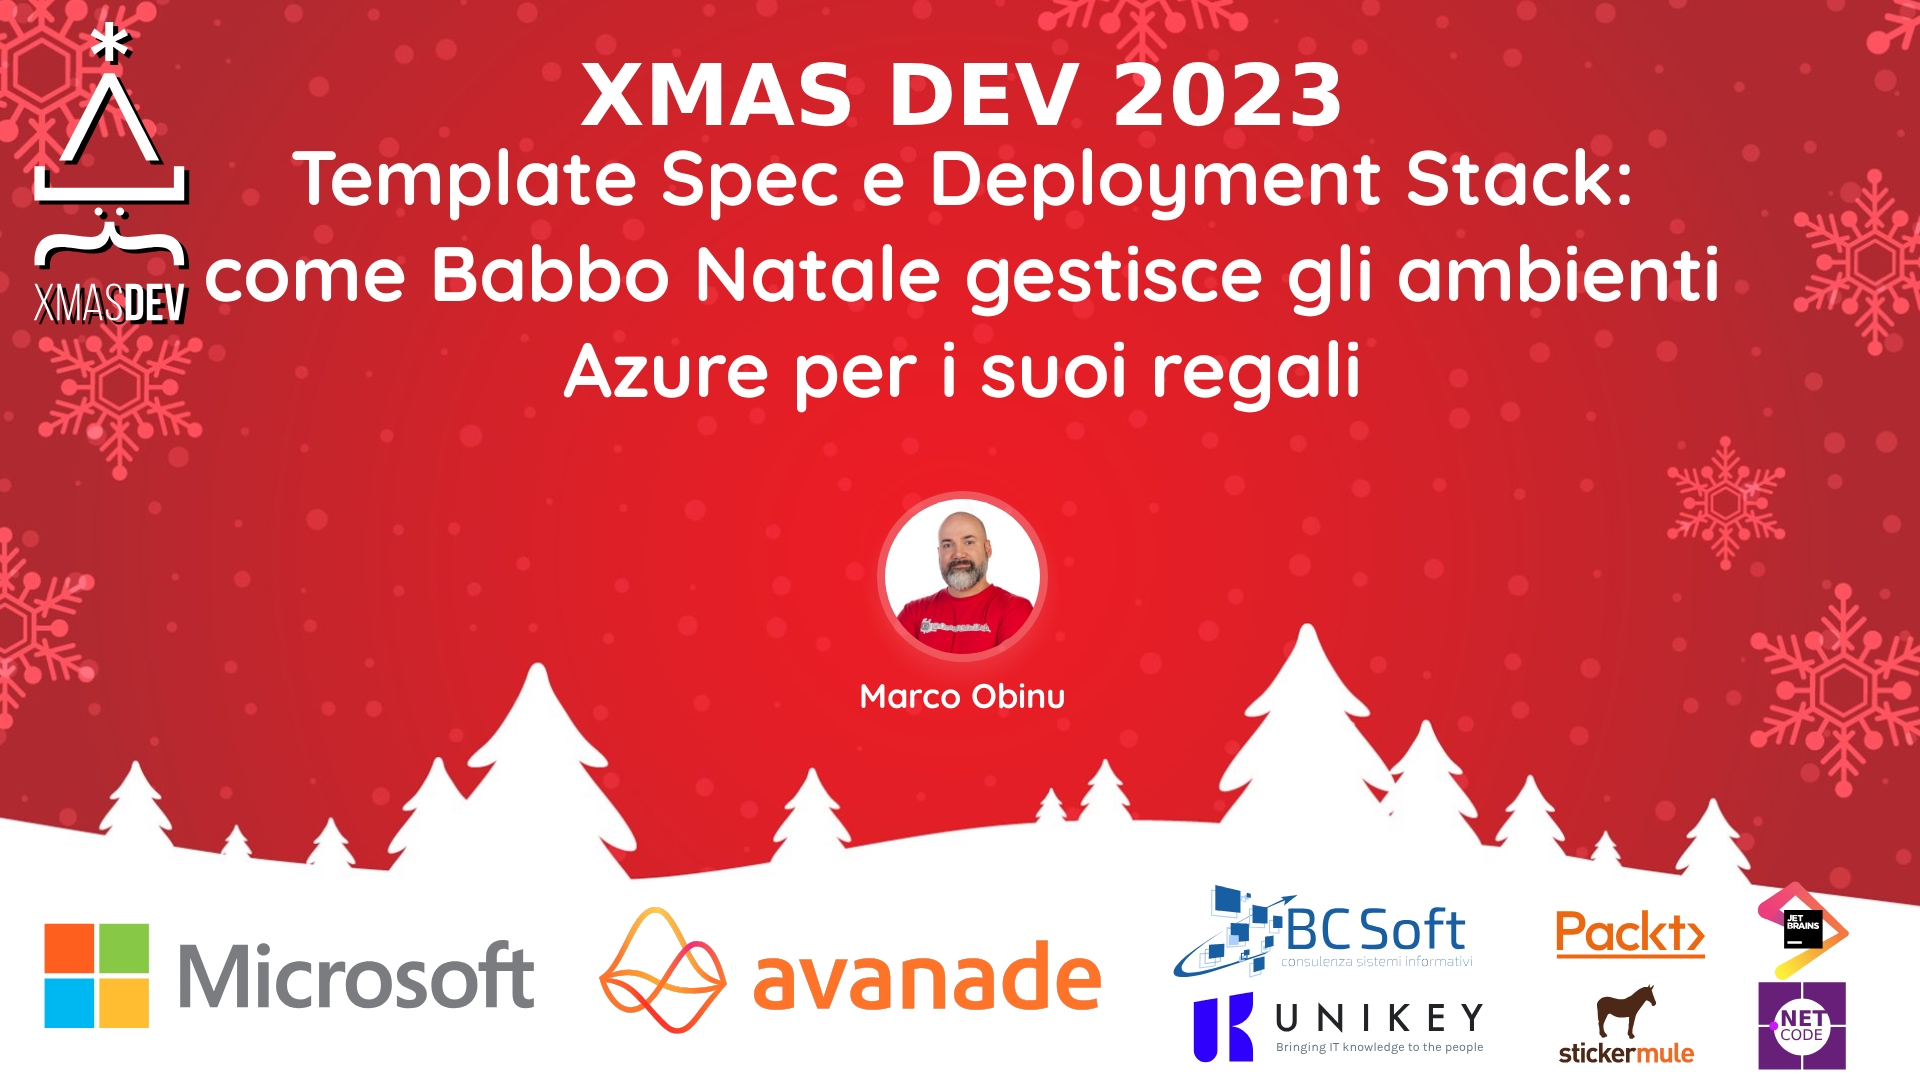 XMAS DEV 2023
Template Spec e Deployment Stack:
come Babbo Natale gestisce gli ambienti
Azure per i suoi regali
XMASDEV
Marco Obinu
Microsoft
avanade
BC Soft
consulenza sistemi informativi
UNIKEY
Bringing IT knowledge to the people
Packt>
stickermule
JET
BRAINS
NET
CODE